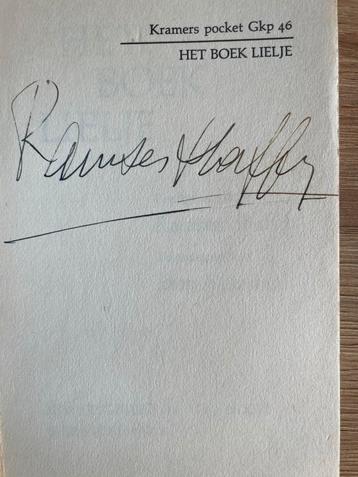 Kramers pocket Gkp 46
HET BOEK LIELJE
Ramses Shaffy